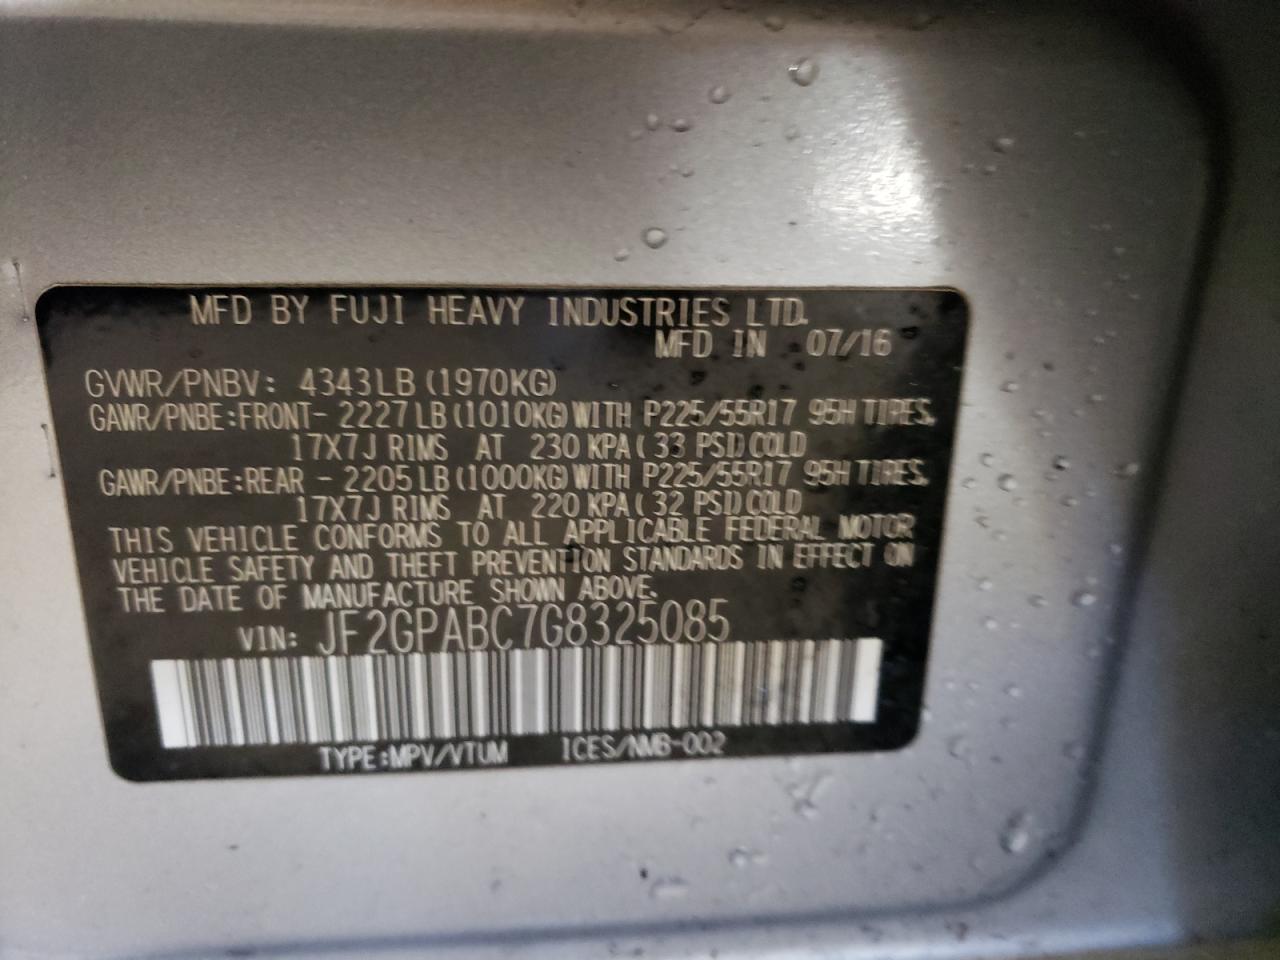 MFD BY FUJI HEAVY INDUSTRIES LTD.
MFD IN 07/16
GVWR/PNBV: 4343LB (1970KG)
GAWR/PNBE:FRONT- 2227LB (1010KG) WITH P225/55R17 95H TIRES.
17X7J RIMS AT 230 KPA (33 PSI) COLD
GAWR/PNBE:REAR - 2205LB (1000KG) WITH P225/55R17 95H TIRES.
17X7J RIMS AT 220 KPA (32 PSI) COLD
THIS VEHICLE CONFORMS TO ALL APPLICABLE FEDERAL MOTOR
VEHICLE SAFETY AND THEFT PREVENTION STANDARDS IN EFFECT ON
THE DATE OF MANUFACTURE SHOWN ABOVE.
VIN: JF2GPABC7G8325085
TYPE:MPV/VTUM ICES/NMB-002